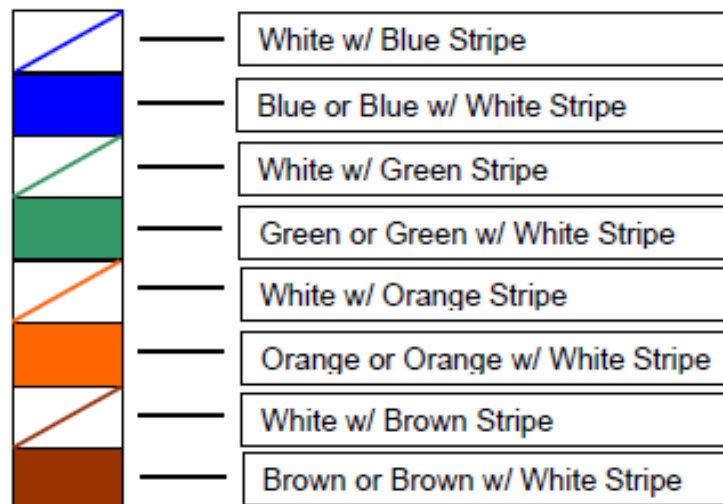 White w/ Blue Stripe
Blue or Blue w/ White Stripe
White w/ Green Stripe
Green or Green w/ White Stripe
White w/ Orange Stripe
Orange or Orange w/ White Stripe
White w/ Brown Stripe
Brown or Brown w/ White Stripe